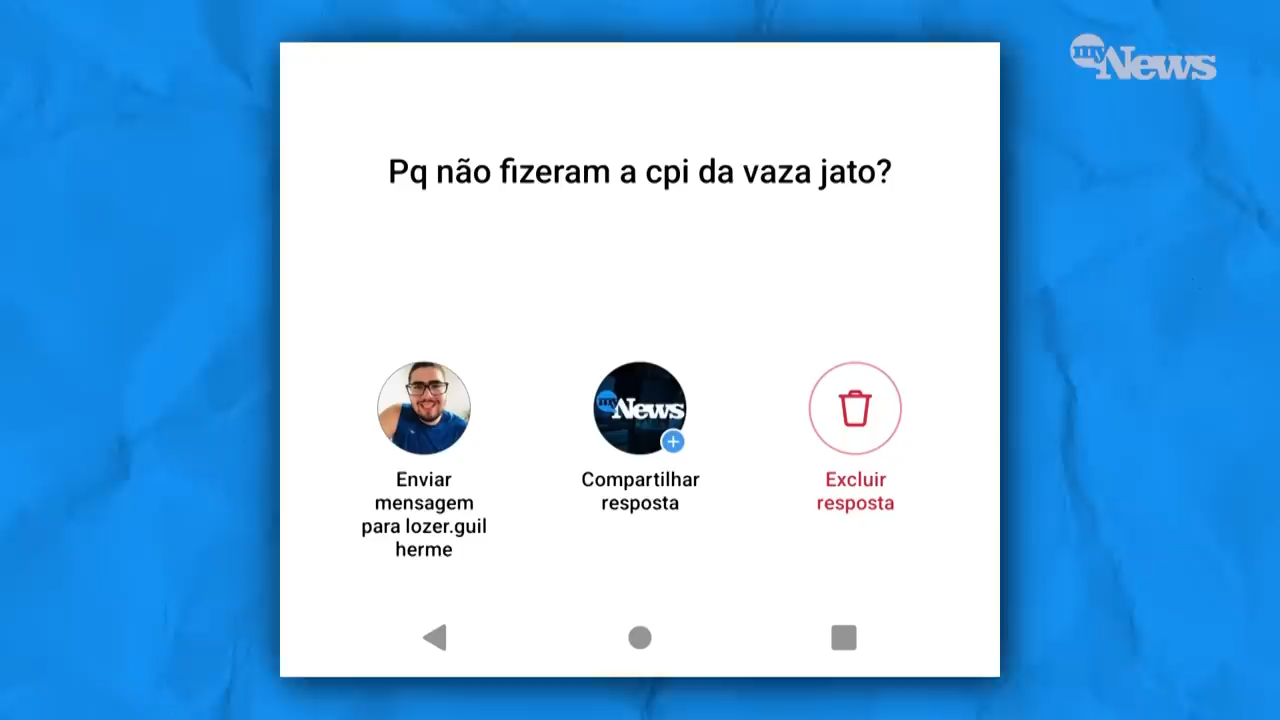 myNews
Pq não fizeram a cpi da vaza jato?
myNews
Enviar
mensagem
para lozer.guil
herme
Compartilhar
resposta
Excluir
resposta